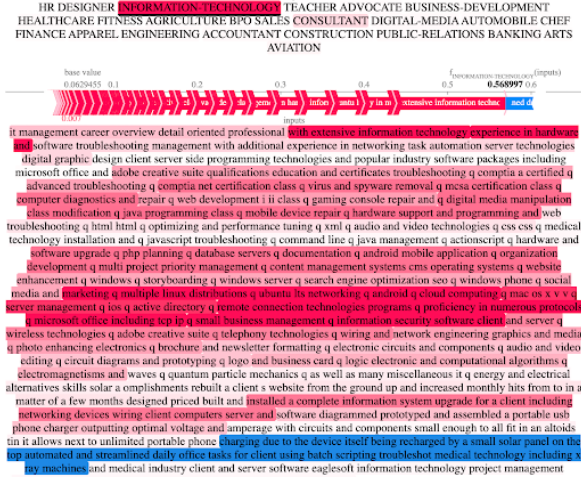 HR DESIGNER INFORMATION-TECHNOLOGY TEACHER ADVOCATE BUSINESS-DEVELOPMENT
HEALTHCARE FITNESS AGRICULTURE BPO SALES CONSULTANT DIGITAL-MEDIA AUTOMOBILE CHEF
FINANCE APPAREL ENGINEERING ACCOUNTANT CONSTRUCTION PUBLIC-RELATIONS BANKING ARTS
AVIATION
base value f INFORMATION-TECHNOLOGY (inputs)
0.0629455 0.1 0.2 0.3 0.4 0.5 0.568997 0.6
0.007 inputs
extensive information techno
it management career overview detail oriented professional with extensive information technology experience in hardware
and software troubleshooting management with additional experience in networking task automation server technologies
digital graphic design client server side programming technologies and popular industry software packages including
microsoft office and adobe creative suite qualifications education and certificates troubleshooting q comptia a certified q
advanced troubleshooting q comptia net certification class q virus and spyware removal q mcsa certification class q
computer diagnostics and repair q web development i ii class q gaming console repair and q digital media manipulation
class modification q java programming class q mobile device repair q hardware support and programming and web
troubleshooting q html html q optimizing and performance tuning q xml q audio and video technologies q css css q medical
technology installation and q javascript troubleshooting q command line q java management q actionscript q hardware and
software upgrade q php planning q database servers q documentation q android mobile application q organization
development q multi project priority management q content management systems cms operating systems q website
enhancement q windows q storyboarding q windows server q search engine optimization seo q windows phone q social
media and marketing q multiple linux distributions q ubuntu its networking q android q cloud computing q mac os x v v q
server management q ios q active directory q remote connection technologies programs q proficiency in numerous protocols
q microsoft office including tcp ip q small business management q information security software client and server q
wireless technologies q adobe creative suite q telephony technologies q wiring and network engineering graphics and media
q photo enhancing electronics q brochure and newsletter formatting q electronic circuits and components q audio and video
editing q circuit diagrams and prototyping q logo and business card q logic electronic and computational algorithms q
electromagnetisms and waves q quantum particle mechanics q as well as many miscellaneous it q energy and electrical
alternatives skills solar a omplishments rebuilt a client s website from the ground up and increased monthly hits from to in a
matter of a few months designed priced built and installed a complete information system upgrade for a client including
networking devices wiring client computers server and software diagrammed prototyped and assembled a portable usb
phone charger outputting optimal voltage and amperage with circuits and components small enough to all fit in an altoids
tin it allows next to unlimited portable phone charging due to the device itself being recharged by a small solar panel on the
top automated and streamlined daily office tasks for client using batch scripting troubleshot medical technology including x
ray machines and medical industry client and server software eaglesoft information technology project management